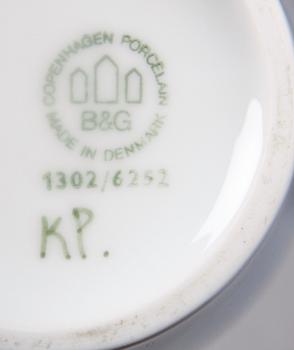 COPENHAGEN PORCELAIN
B&G
MADE IN DENMARK
1302/6252
KP.